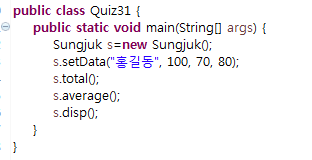 public class Quiz31 {
public static void main(String[] args) {
Sungjuk s=new Sungjuk();
s.setData("홍길동", 100, 70, 80);
s.total();
s.average();
s.disp();
}
}